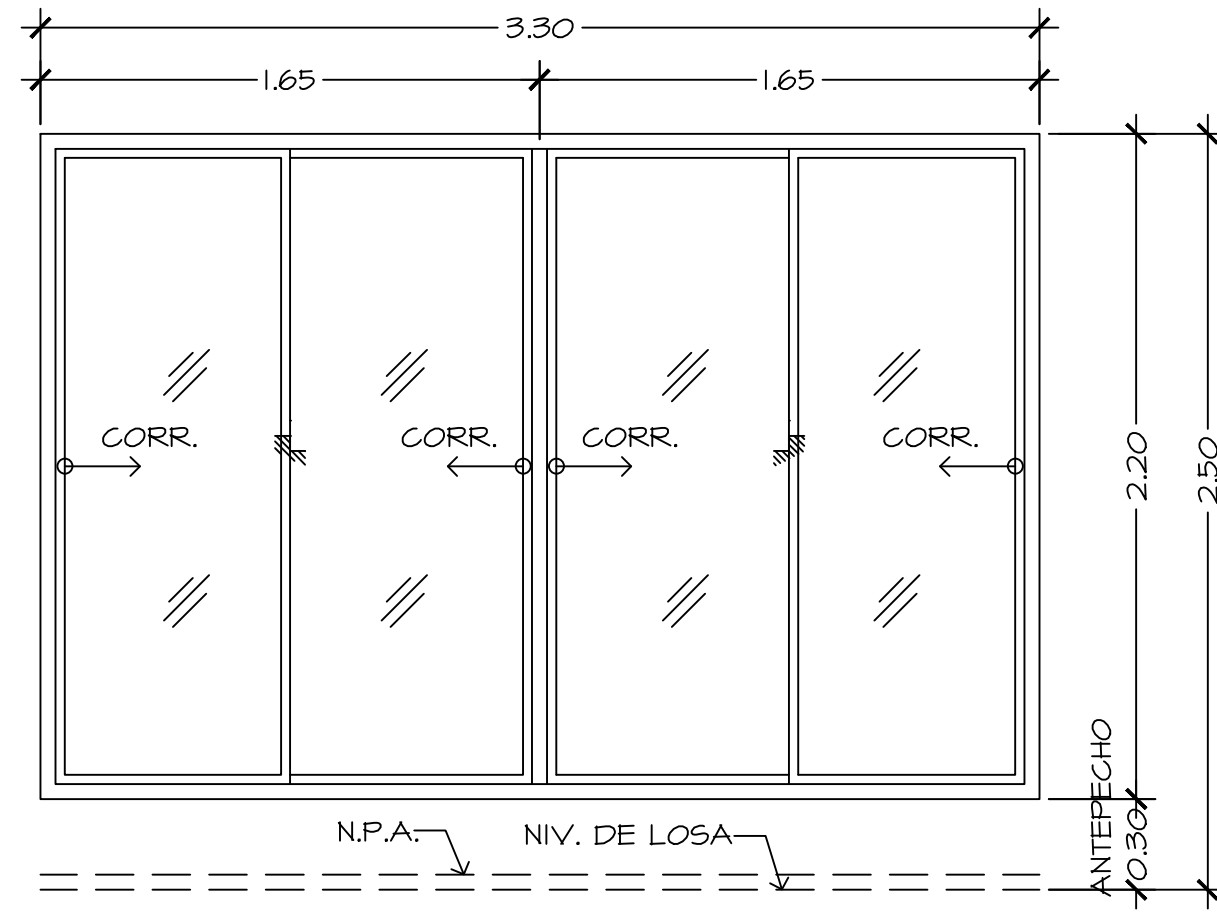 3.30
1.65 1.65
CORR. CORR. CORR. CORR.
2.20
2.50
N.P.A. NIV. DE LOSA
ANTEPECHO
0.30